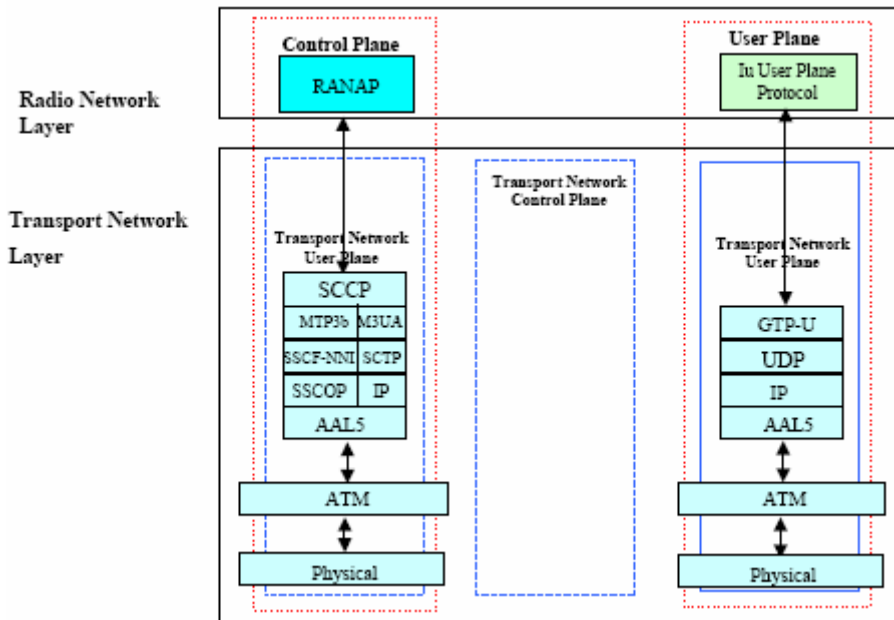 Control Plane
User Plane
RANAP
Iu User Plane
Protocol
Radio Network
Layer
Transport Network
Control Plane
Transport Network
Layer
Transport Network
User Plane
Transport Network
User Plane
SCCP
MTP3b M3UA
SSCF-NNI SCTP
SSCOP IP
AAL5
ATM
Physical
GTP-U
UDP
IP
AAL5
ATM
Physical